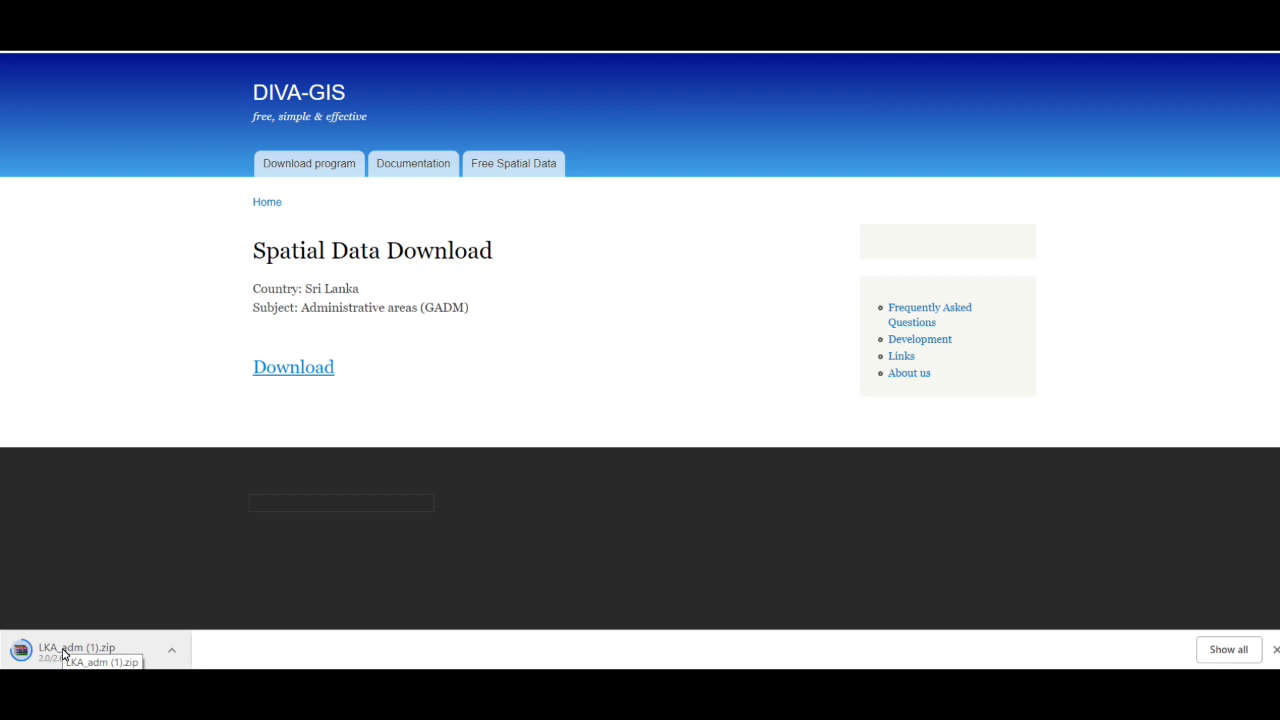 DIVA-GIS
free, simple & effective
Download program
Documentation
Free Spatial Data
Home
Spatial Data Download
Country: Sri Lanka
Subject: Administrative areas (GADM)
Download
Frequently Asked
Questions
Development
Links
About us
LKA_adm (1).zip
LKA_adm (1).zip
Show all